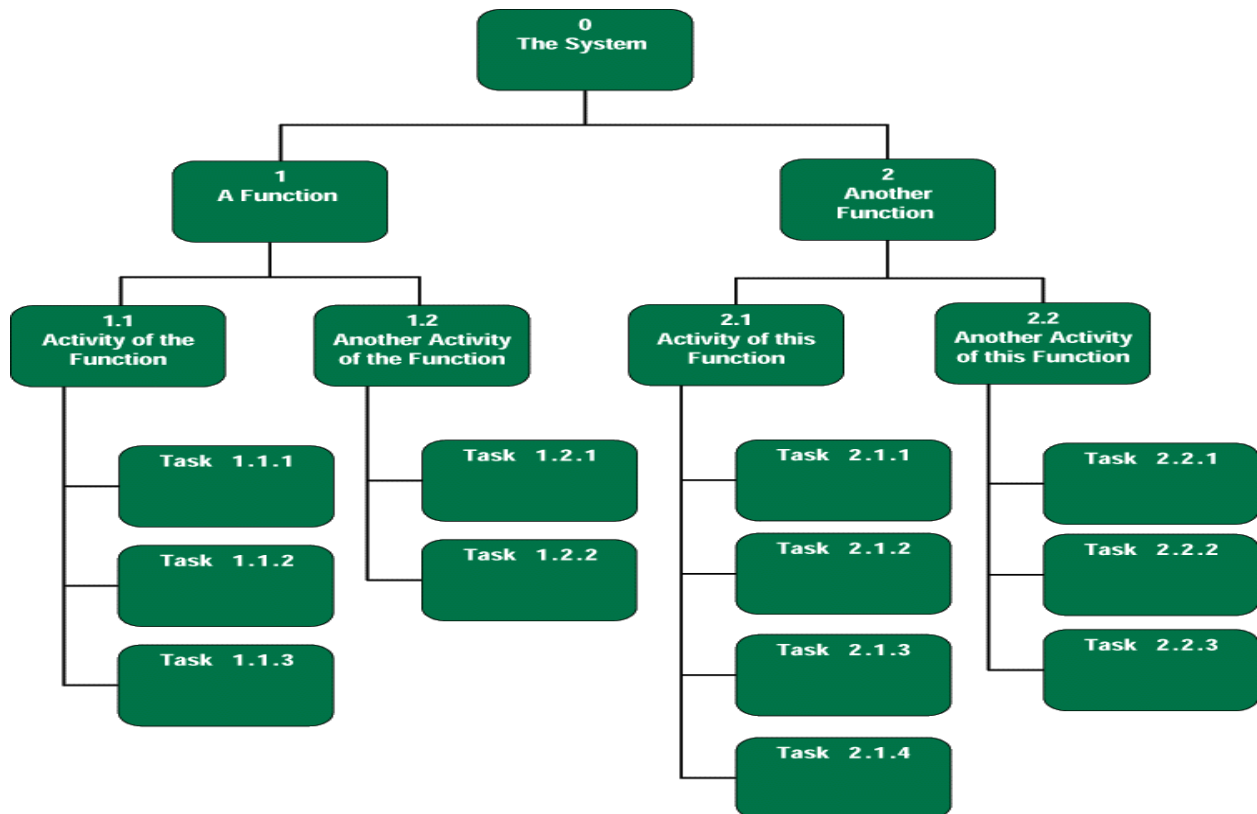 0
The System
1
A Function
2
Another
Function
1.1
Activity of the
Function
1.2
Another Activity
of the Function
2.1
Activity of this
Function
2.2
Another Activity
of this Function
Task 1.1.1
Task 1.1.2
Task 1.1.3
Task 1.2.1
Task 1.2.2
Task 2.1.1
Task 2.1.2
Task 2.1.3
Task 2.1.4
Task 2.2.1
Task 2.2.2
Task 2.2.3